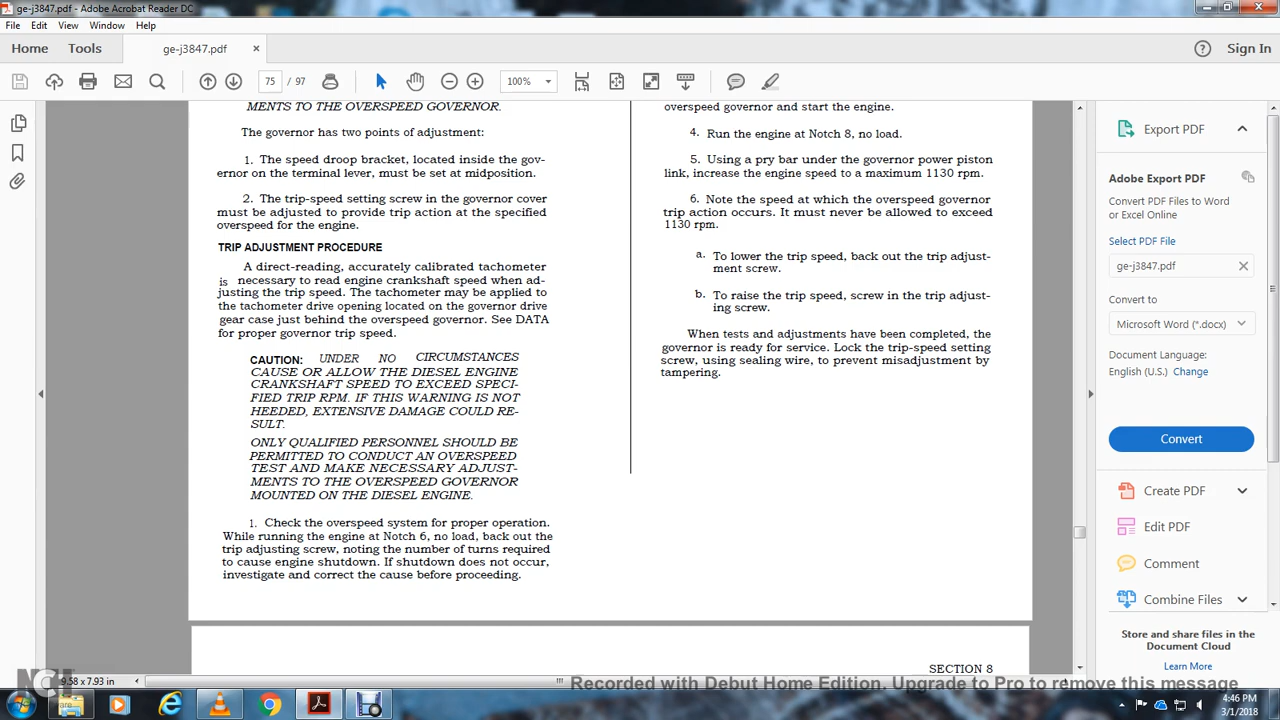 ge-j3847.pdf - Adobe Acrobat Reader DC
File Edit View Window Help
Home Tools ge-j3847.pdf × ? Sign In
75 / 97 100%
MENTS TO THE OVERSPEED GOVERNOR.
The governor has two points of adjustment:
1. The speed droop bracket, located inside the gov-
ernor on the terminal lever, must be set at midposition.
2. The trip-speed setting screw in the governor cover
must be adjusted to provide trip action at the specified
overspeed for the engine.
TRIP ADJUSTMENT PROCEDURE
A direct-reading, accurately calibrated tachometer
is necessary to read engine crankshaft speed when ad-
justing the trip speed. The tachometer may be applied to
the tachometer drive opening located on the governor drive
gear case just behind the overspeed governor. See DATA
for proper governor trip speed.
CAUTION: UNDER NO CIRCUMSTANCES
CAUSE OR ALLOW THE DIESEL ENGINE
CRANKSHAFT SPEED TO EXCEED SPECI-
FIED TRIP RPM. IF THIS WARNING IS NOT
HEEDED, EXTENSIVE DAMAGE COULD RE-
SULT.
ONLY QUALIFIED PERSONNEL SHOULD BE
PERMITTED TO CONDUCT AN OVERSPEED
TEST AND MAKE NECESSARY ADJUST-
MENTS TO THE OVERSPEED GOVERNOR
MOUNTED ON THE DIESEL ENGINE.
1. Check the overspeed system for proper operation.
While running the engine at Notch , no load, back out the
trip adjusting screw, noting the number of turns required
to cause engine shutdown. If shutdown does not occur,
investigate and correct the cause before proceeding.
overspeed governor and start the engine.
4. Run the engine at Notch 8, no load.
5. Using a pry bar under the governor power piston
link, increase the engine speed to a maximum 1130 rpm.
6. Note the speed at which the overspeed governor
trip action occurs. It must never be allowed to exceed
1130 rpm.
a. To lower the trip speed, back out the trip adjust-
ment screw.
b. To raise the trip speed, screw in the trip adjust-
ing screw.
When tests and adjustments have been completed, the
governor is ready for service. Lock the trip-speed setting
screw, using sealing wire, to prevent misadjustment by
tampering.
SECTION 8
9.58 x 7.93 in
Export PDF
Adobe Export PDF
Convert PDF Files to Word
or Excel Online
Select PDF File
ge-j3847.pdf
Convert to
Microsoft Word (*.docx)
Document Language:
English (U.S.) Change
Convert
Create PDF
Edit PDF
Comment
Combine Files
Store and share files in the
Document Cloud
Learn More
Recorded with Debut Home Edition. Upgrade to Pro to remove this message
4:46 PM
3/1/2018